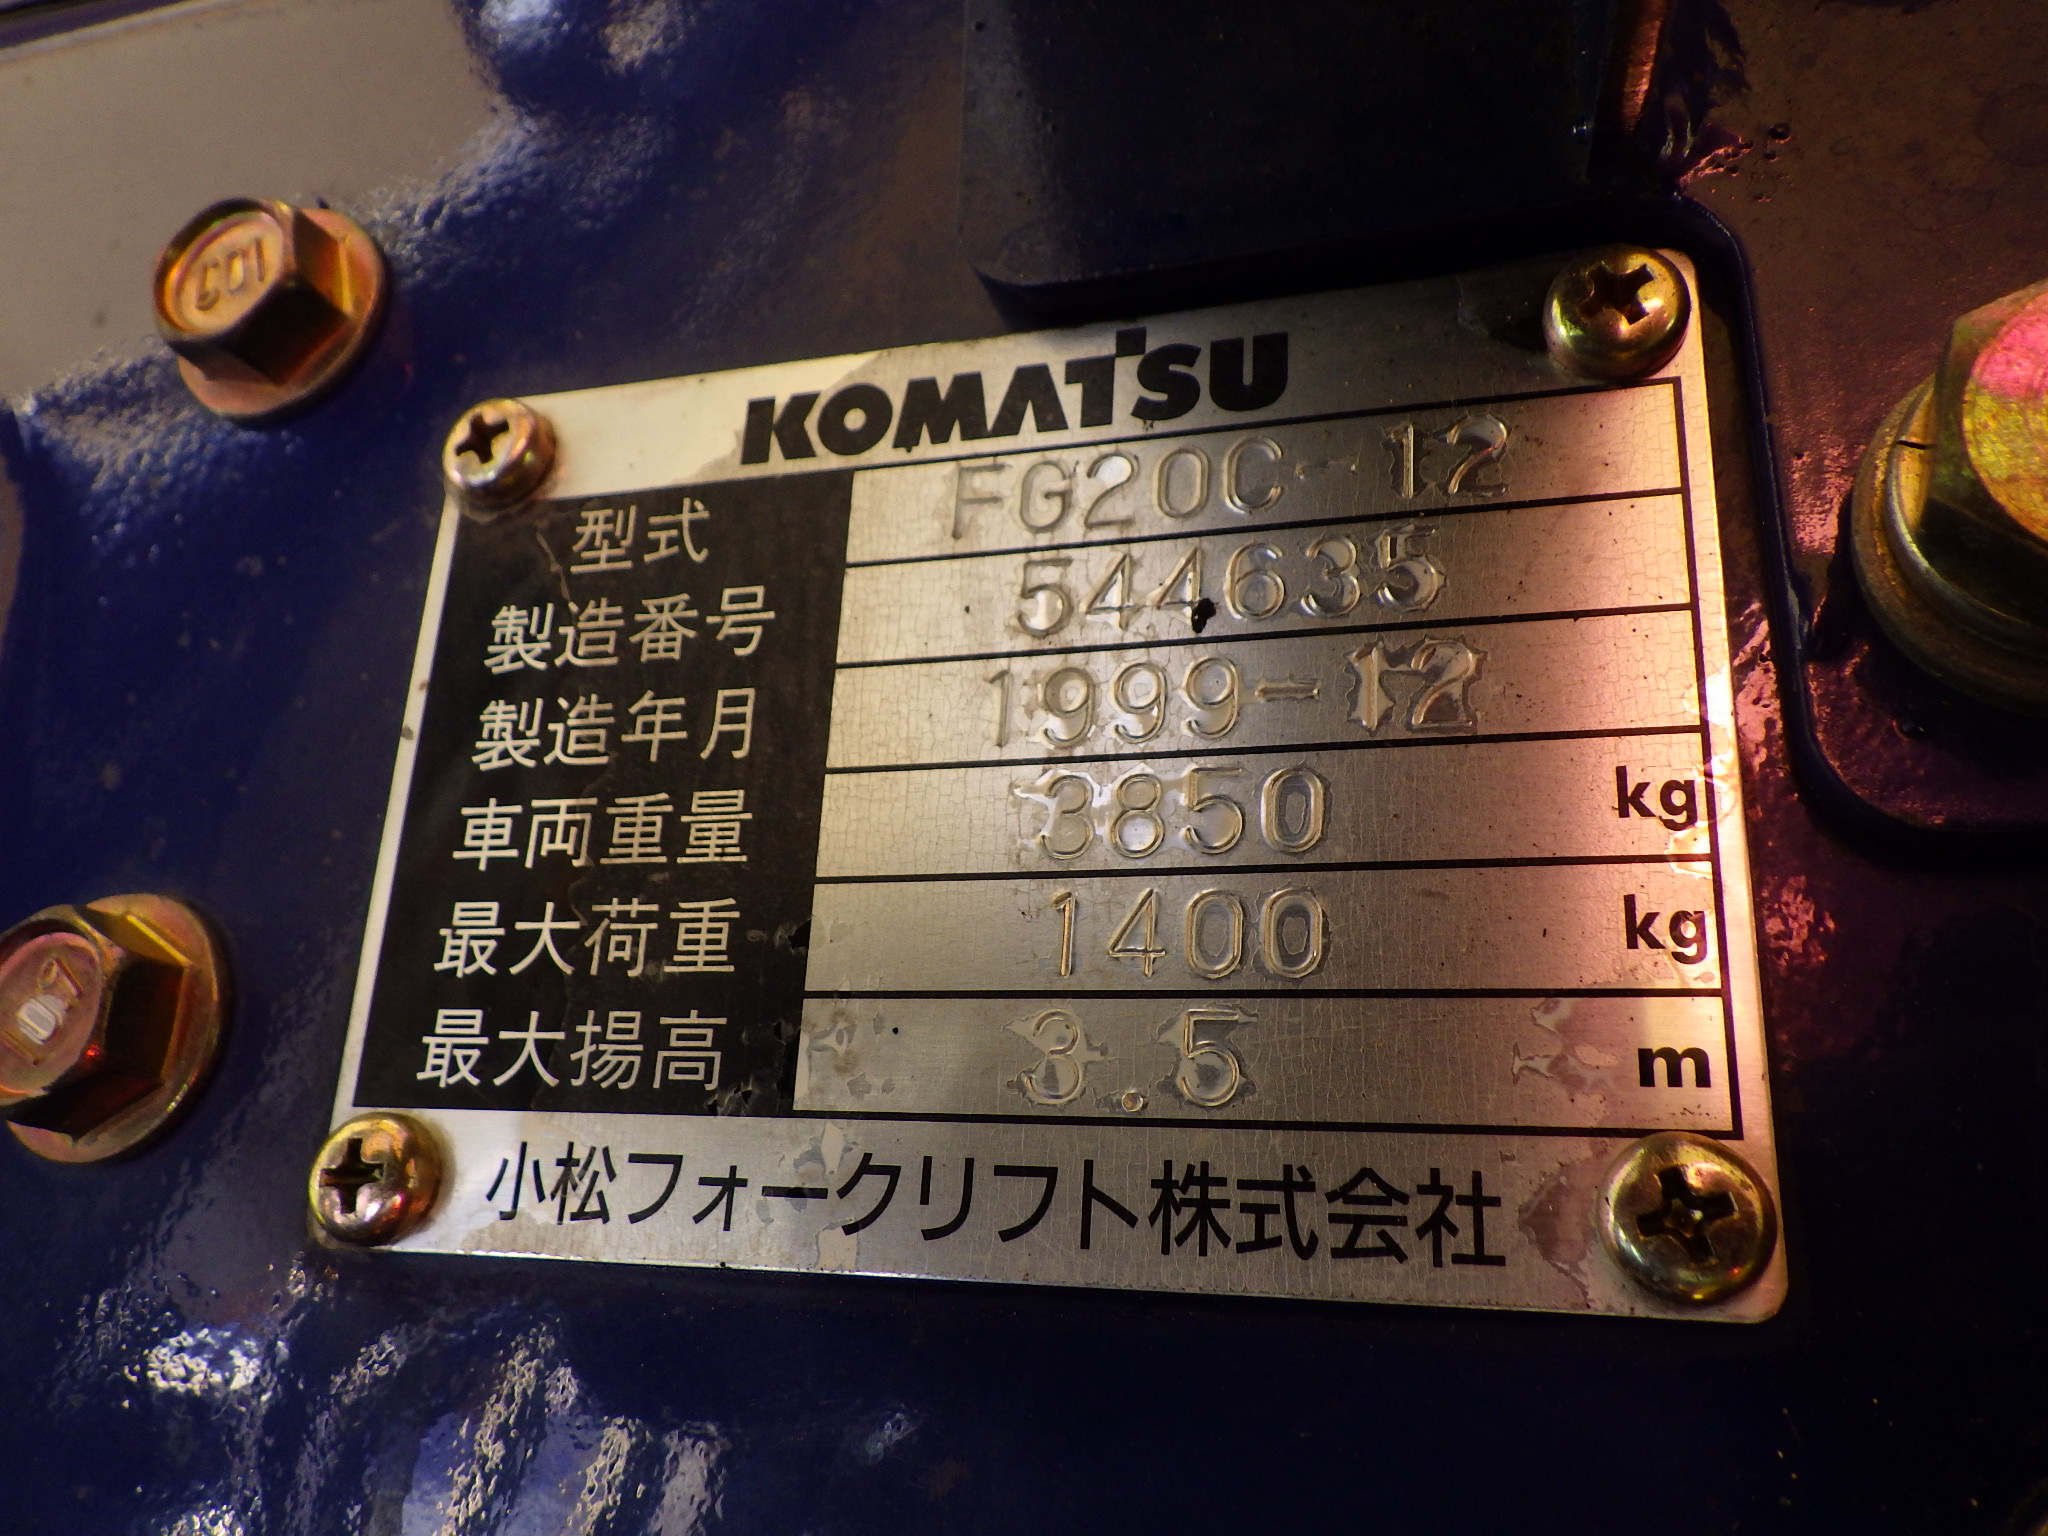 KOMATSU
型式 FG20C-12
製造番号 544635
製造年月 1999-12
車両重量 3850 kg
最大荷重 1400 kg
最大揚高 3.5 m
小松フォークリフト株式会社